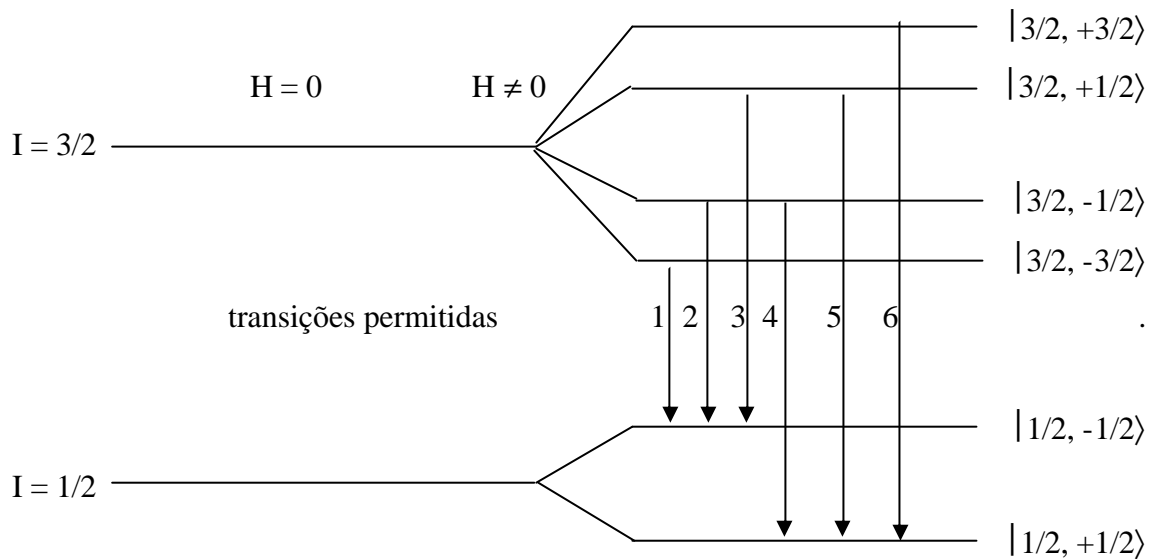 |3/2, +3/2⟩
H = 0 H ≠ 0 |3/2, +1/2⟩
I = 3/2
|3/2, -1/2⟩
|3/2, -3/2⟩
transições permitidas 1 2 3 4 5 6 .
|1/2, -1/2⟩
I = 1/2
|1/2, +1/2⟩